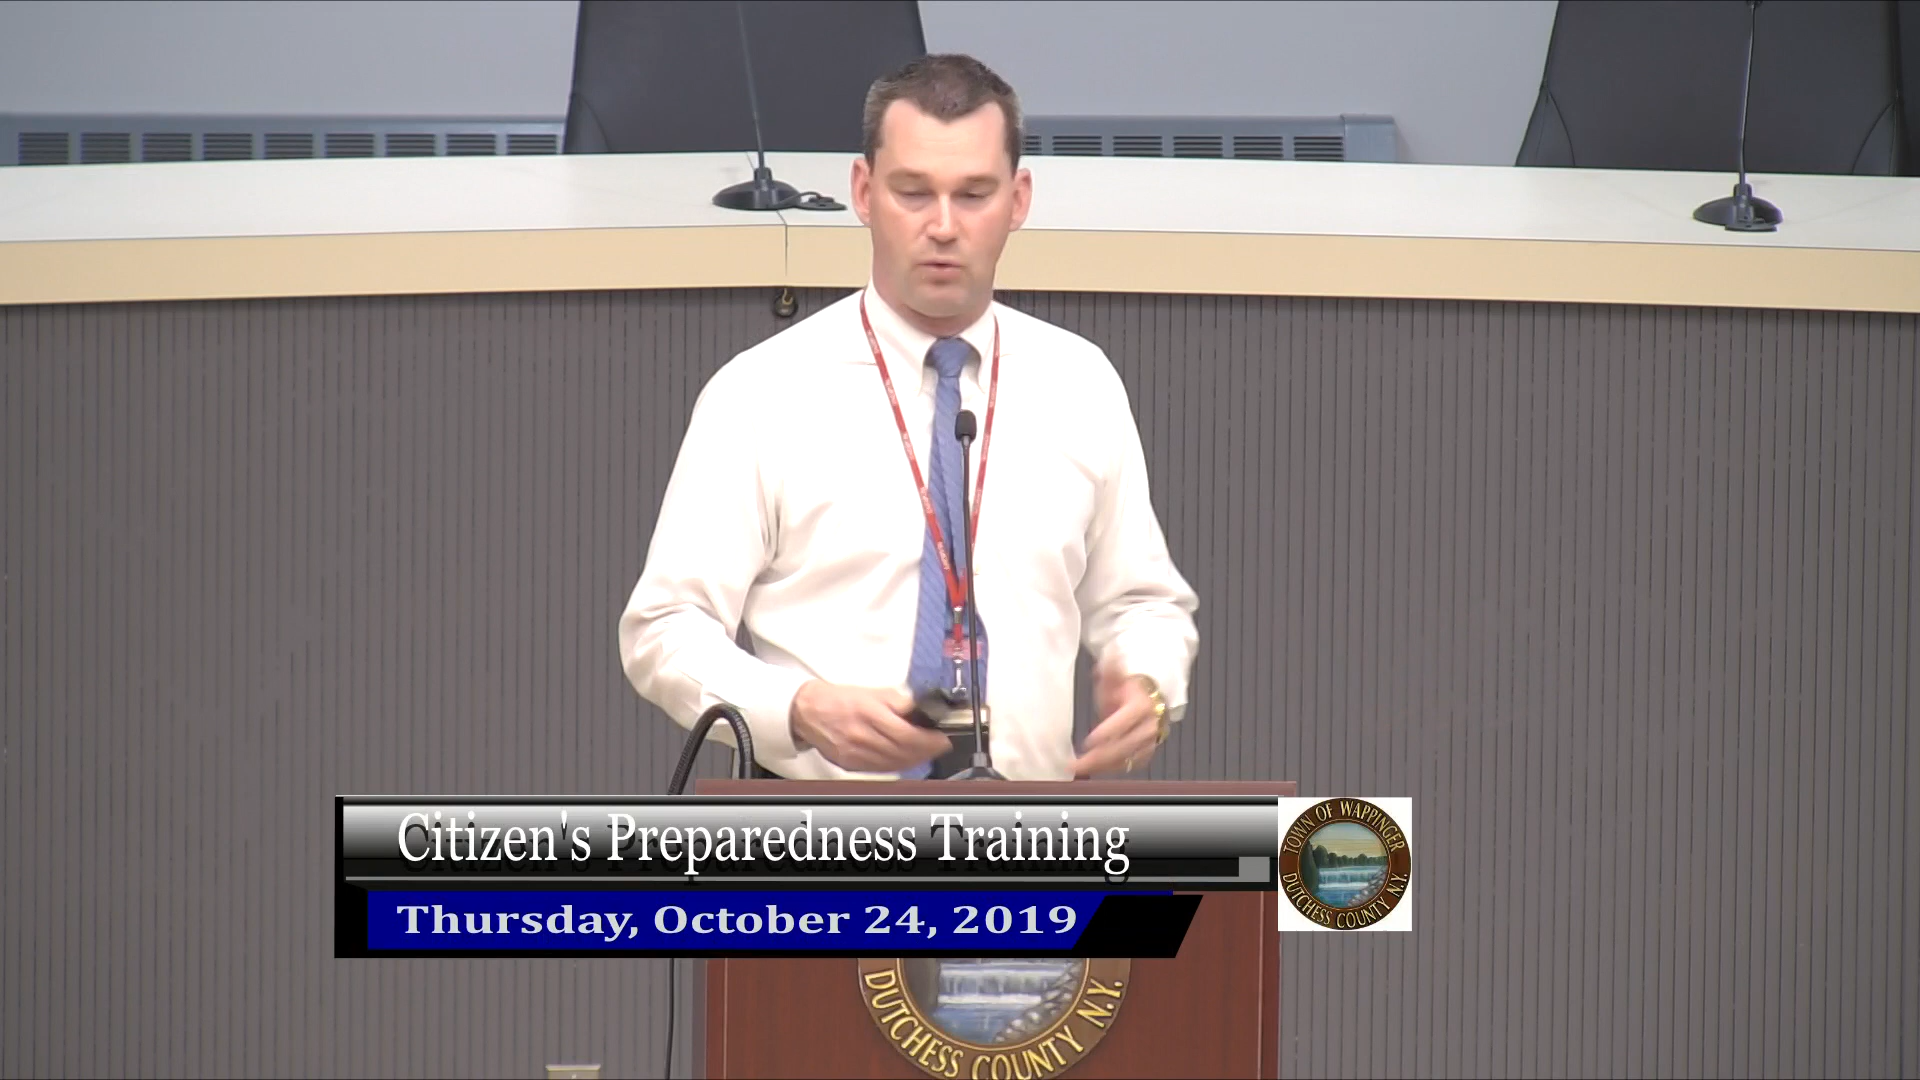 Citizen's Preparedness Training
Thursday, October 24, 2019
TOWN OF WAPPINGER
DUTCHESS COUNTY N.Y.
DUTCHESS COUNTY N.Y.